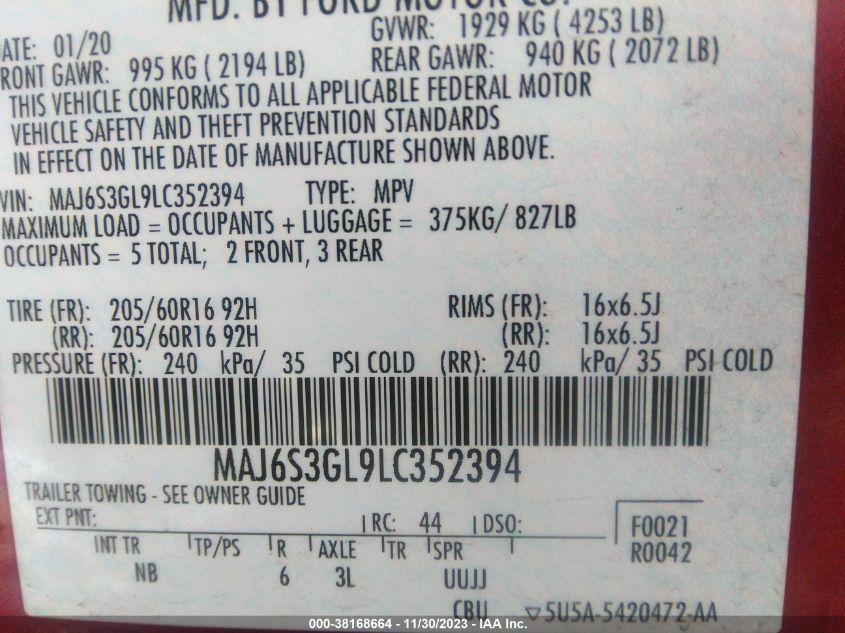 MFD. BY FORD MOTOR CO.
DATE: 01/20 GVWR: 1929 KG ( 4253 LB)
FRONT GAWR: 995 KG ( 2194 LB) REAR GAWR: 940 KG ( 2072 LB)
THIS VEHICLE CONFORMS TO ALL APPLICABLE FEDERAL MOTOR
VEHICLE SAFETY AND THEFT PREVENTION STANDARDS
IN EFFECT ON THE DATE OF MANUFACTURE SHOWN ABOVE.
VIN: MAJ6S3GL9LC352394 TYPE: MPV
MAXIMUM LOAD = OCCUPANTS + LUGGAGE = 375KG/ 827LB
OCCUPANTS = 5 TOTAL; 2 FRONT, 3 REAR
TIRE (FR): 205/60R16 92H RIMS (FR): 16x6.5J
(RR): 205/60R16 92H (RR): 16x6.5J
PRESSURE (FR): 240 kPa/ 35 PSI COLD (RR): 240 kPa/ 35 PSI COLD
MAJ6S3GL9LC352394
TRAILER TOWING - SEE OWNER GUIDE
EXT PNT: RC: 44 DSO: F0021
INT TR TP/PS R AXLE TR SPR R0042
NB 6 3L UUJJ
CBU 5U5A-5420472-AA
000-38168664 - 11/30/2023 - IAA Inc.